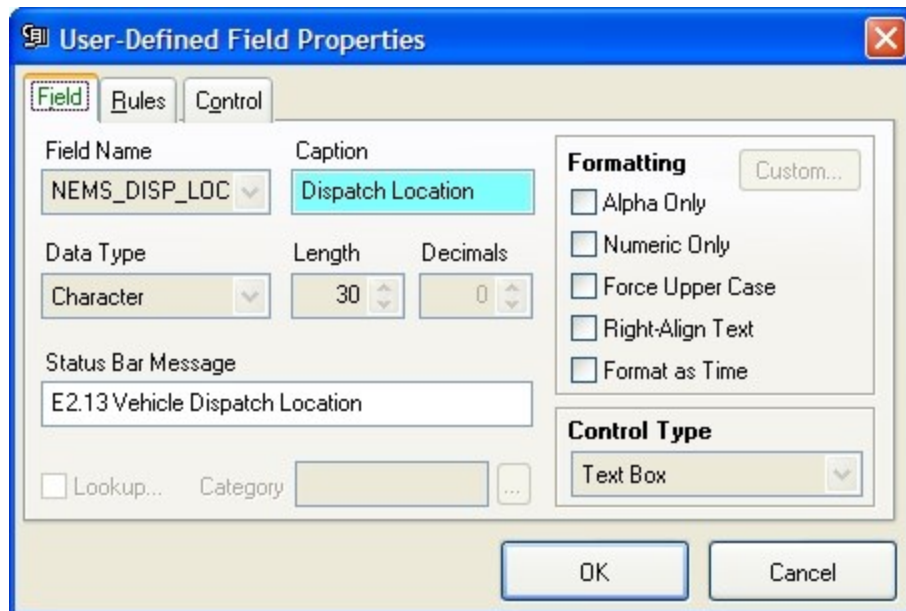 User-Defined Field Properties
Field Rules Control
Field Name Caption
NEMS_DISP_LOC Dispatch Location
Data Type Length Decimals
Character 30 0
Status Bar Message
E2.13 Vehicle Dispatch Location
Lookup... Category ...
Formatting Custom...
Alpha Only
Numeric Only
Force Upper Case
Right-Align Text
Format as Time
Control Type
Text Box
OK Cancel